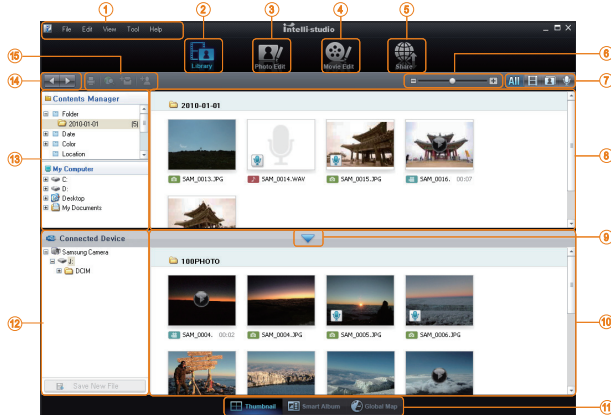 1 2 3 4 5
File Edit View Tool Help
intelli-studio
Library Photo Edit Movie Edit Share
15 6
14 All 7
Contents Manager
Folder
2010-01-01 (5)
Date
Color
Location
My Computer
C:
D:
Desktop
My Documents
13
2010-01-01
SAM_0013.JPG SAM_0014.WAV SAM_0015.JPG SAM_0016. 00:07
8
Connected Device
9
Samsung Camera
J:
DCIM
12
Save New File
100PHOTO
SAM_0004. 00:02 SAM_0004.JPG SAM_0005.JPG SAM_0006.JPG
10
Thumbnail Smart Album Global Map
11